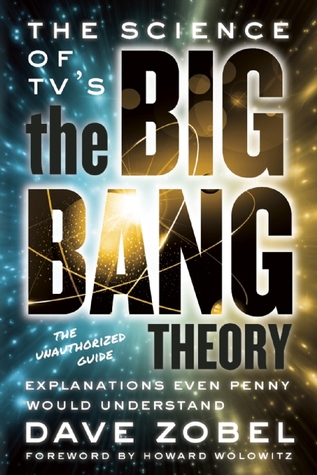 THE SCIENCE
OF
TV'S
the BIG
BANG
THEORY
THE
UNAUTHORIZED
GUIDE
EXPLANATIONS EVEN PENNY
WOULD UNDERSTAND
DAVE ZOBEL
FOREWORD BY HOWARD WOLOWITZ